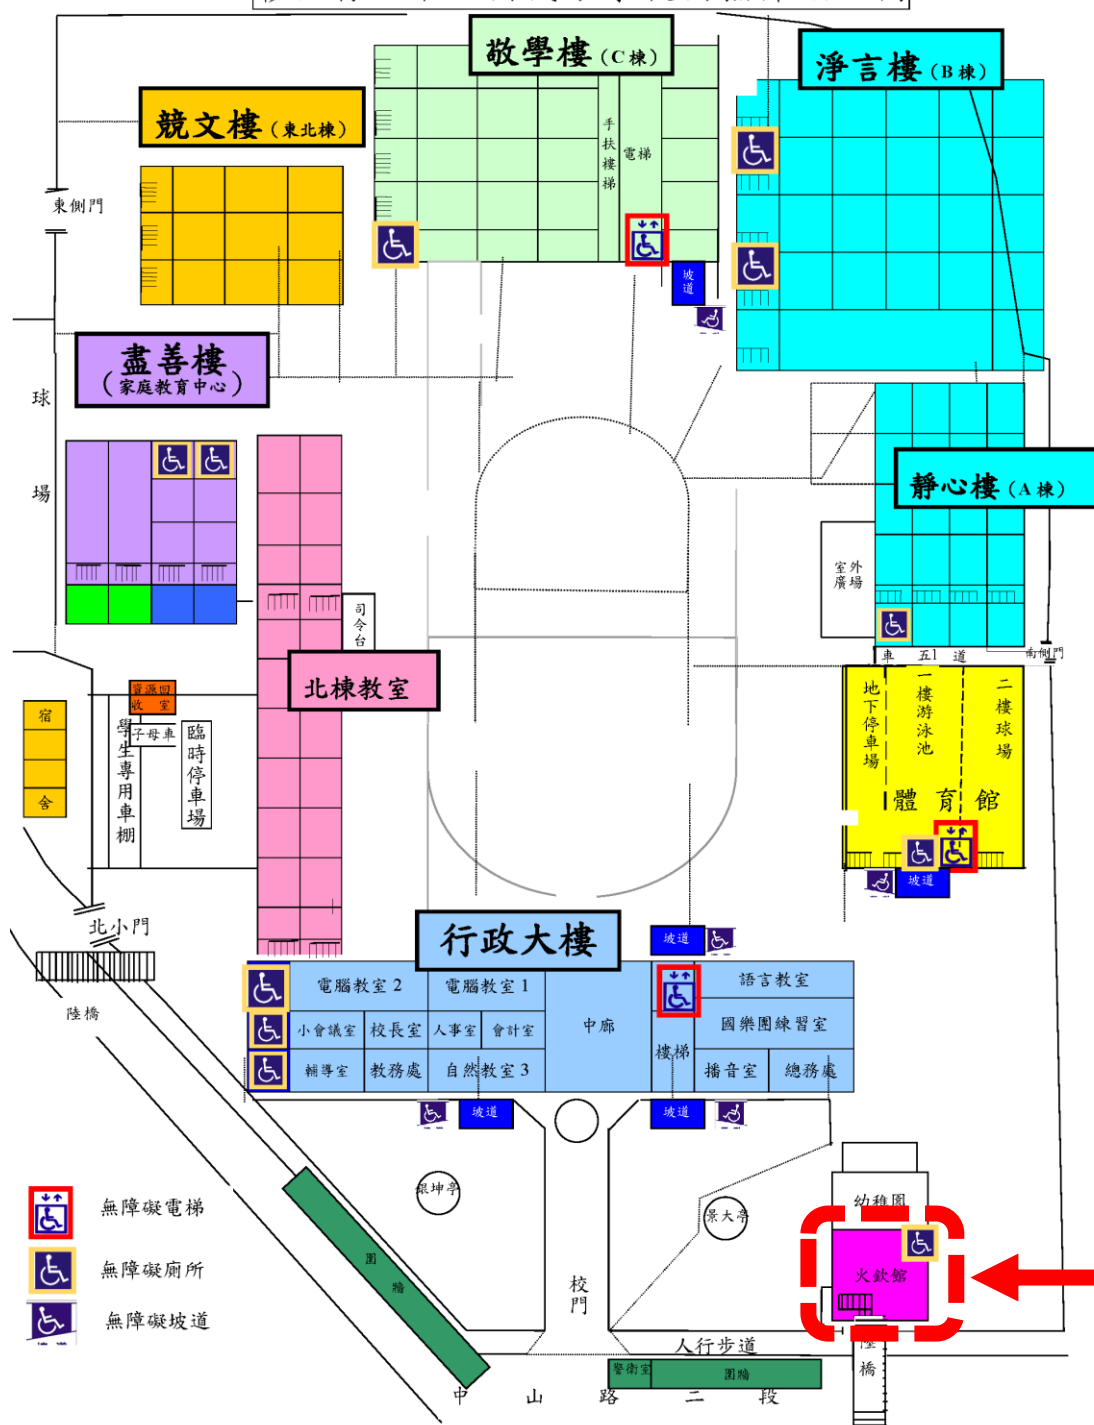 敬學樓(C棟)
淨言樓(B棟)
競文樓(東北棟)
手扶樓梯
電梯
東側門
坡道
盡善樓
(家庭教育中心)
球場
靜心樓(A棟)
室外
廣場
司令台
車道
南側門
北棟教室
資源回
收室
宿舍
子母車
學生專用車棚
臨時停車場
地下停車場
一樓游泳池
二樓球場
體育館
坡道
北小門
陸橋
行政大樓
坡道
電腦教室2
電腦教室1
中廊
語言教室
小會議室
校長室
人事室
會計室
樓梯
國樂團練習室
輔導室
教務處
自然教室3
播音室
總務處
坡道
坡道
坤亭
景大亭
幼稚園
火欽館
無障礙電梯
無障礙廁所
無障礙坡道
圍牆
校門
人行步道
陸橋
警衛室
圍牆
中山路二段